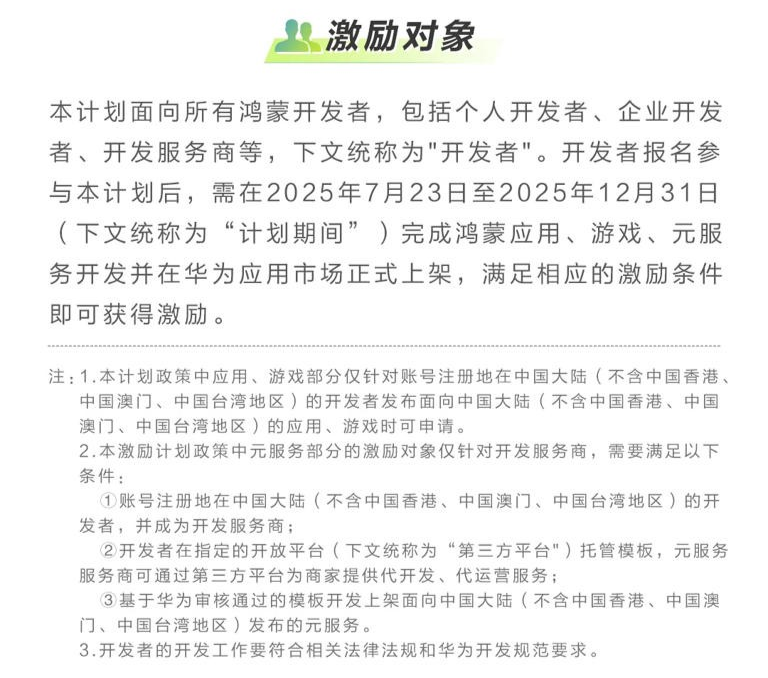 激励对象
本计划面向所有鸿蒙开发者，包括个人开发者、企业开发
者、开发服务商等，下文统称为"开发者"。开发者报名参
与本计划后，需在2025年7月23日至2025年12月31日
（下文统称为“计划期间”）完成鸿蒙应用、游戏、元服
务开发并在华为应用市场正式上架，满足相应的激励条件
即可获得激励。
注：1.本计划政策中应用、游戏部分仅针对账号注册地在中国大陆（不含中国香港、
中国澳门、中国台湾地区）的开发者发布面向中国大陆（不含中国香港、中国
澳门、中国台湾地区）的应用、游戏时可申请。
2.本激励计划政策中元服务部分的激励对象仅针对开发服务商，需要满足以下
条件：
①账号注册地在中国大陆（不含中国香港、中国澳门、中国台湾地区）的开
发者，并成为开发服务商；
②开发者在指定的开放平台（下文统称为“第三方平台"）托管模板，元服务
服务商可通过第三方平台为商家提供代开发、代运营服务；
③基于华为审核通过的模板开发上架面向中国大陆（不含中国香港、中国澳
门、中国台湾地区）发布的元服务。
3.开发者的开发工作要符合相关法律法规和华为开发规范要求。